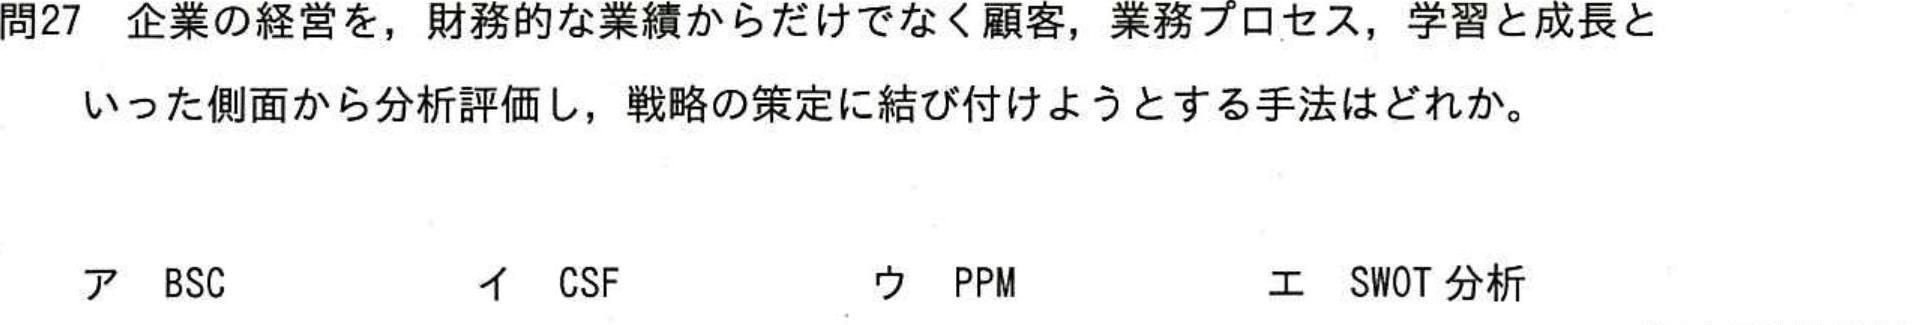 問27　企業の経営を，財務的な業績からだけでなく顧客，業務プロセス，学習と成長と
いった側面から分析評価し，戦略の策定に結び付けようとする手法はどれか。
ア　BSC　イ　CSF　ウ　PPM　エ　SWOT分析